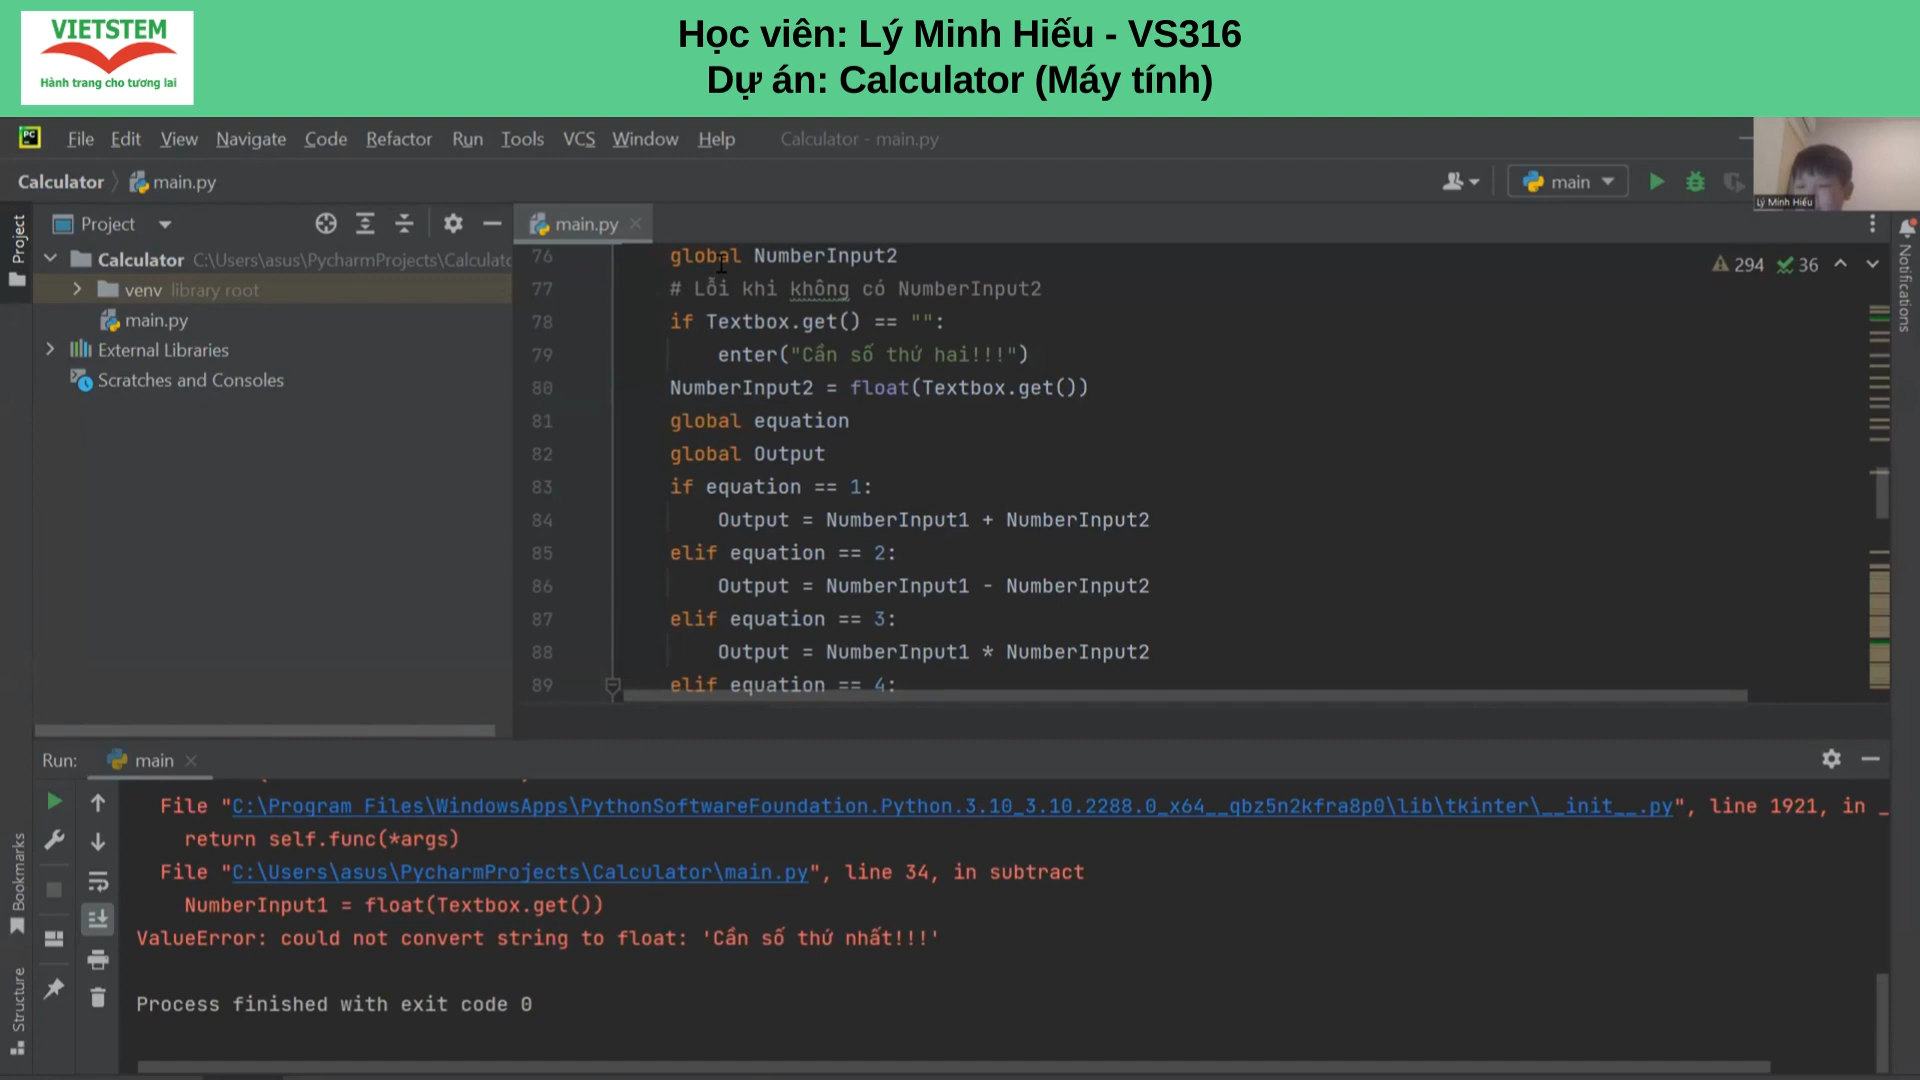 VIETSTEM
Hành trang cho tương lai
Học viên: Lý Minh Hiếu - VS316
Dự án: Calculator (Máy tính)
PC
File Edit View Navigate Code Refactor Run Tools VCS Window Help Calculator - main.py
Calculator main.py
main
Lý Minh Hiếu
Project
Project
main.py
Notifications
Calculator C:\Users\asus\PycharmProjects\Calculato
venv library root
main.py
External Libraries
Scratches and Consoles
294 36
76 global NumberInput2
77 # Lỗi khi không có NumberInput2
78 if Textbox.get() == "":
79 enter("Cần số thứ hai!!!")
80 NumberInput2 = float(Textbox.get())
81 global equation
82 global Output
83 if equation == 1:
84 Output = NumberInput1 + NumberInput2
85 elif equation == 2:
86 Output = NumberInput1 - NumberInput2
87 elif equation == 3:
88 Output = NumberInput1 * NumberInput2
89 elif equation == 4:
Run: main
File "C:\Program Files\WindowsApps\PythonSoftwareFoundation.Python.3.10_3.10.2288.0_x64__qbz5n2kfra8p0\lib\tkinter\__init__.py", line 1921, in _
return self.func(*args)
File "C:\Users\asus\PycharmProjects\Calculator\main.py", line 34, in subtract
NumberInput1 = float(Textbox.get())
ValueError: could not convert string to float: 'Cần số thứ nhất!!!'
Process finished with exit code 0
Bookmarks
Structure